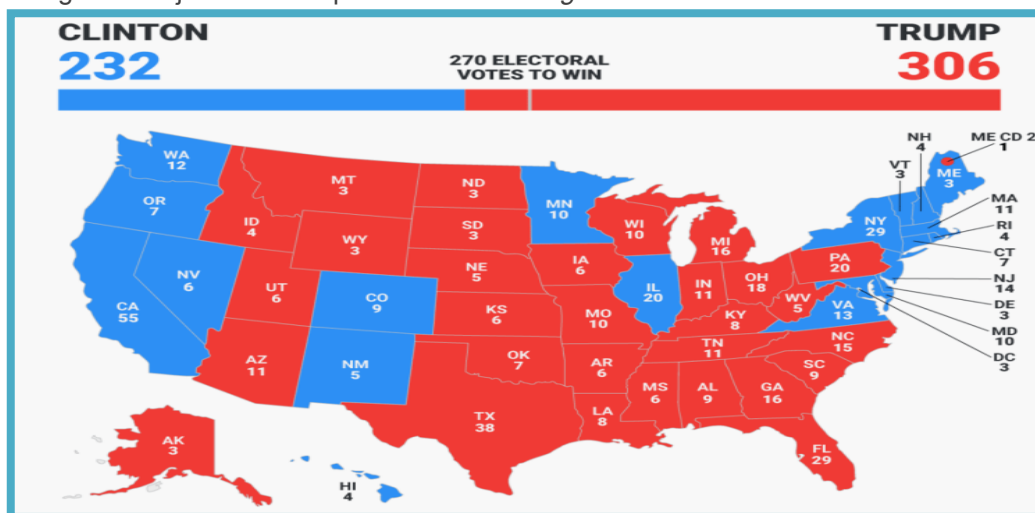 CLINTON
232
270 ELECTORAL
VOTES TO WIN
TRUMP
306
WA
12
OR
7
CA
55
NV
6
ID
4
MT
3
WY
3
UT
6
AZ
11
CO
9
NM
5
ND
3
SD
3
NE
5
KS
6
OK
7
TX
38
MN
10
IA
6
MO
10
AR
6
LA
8
WI
10
IL
20
MI
16
IN
11
OH
18
KY
8
TN
11
MS
6
AL
9
GA
16
FL
29
SC
9
NC
15
VA
13
WV
5
PA
20
NY
29
VT
3
NH
4
ME CD 2
1
ME
3
MA
11
RI
4
CT
7
NJ
14
DE
3
MD
10
DC
3
AK
3
HI
4